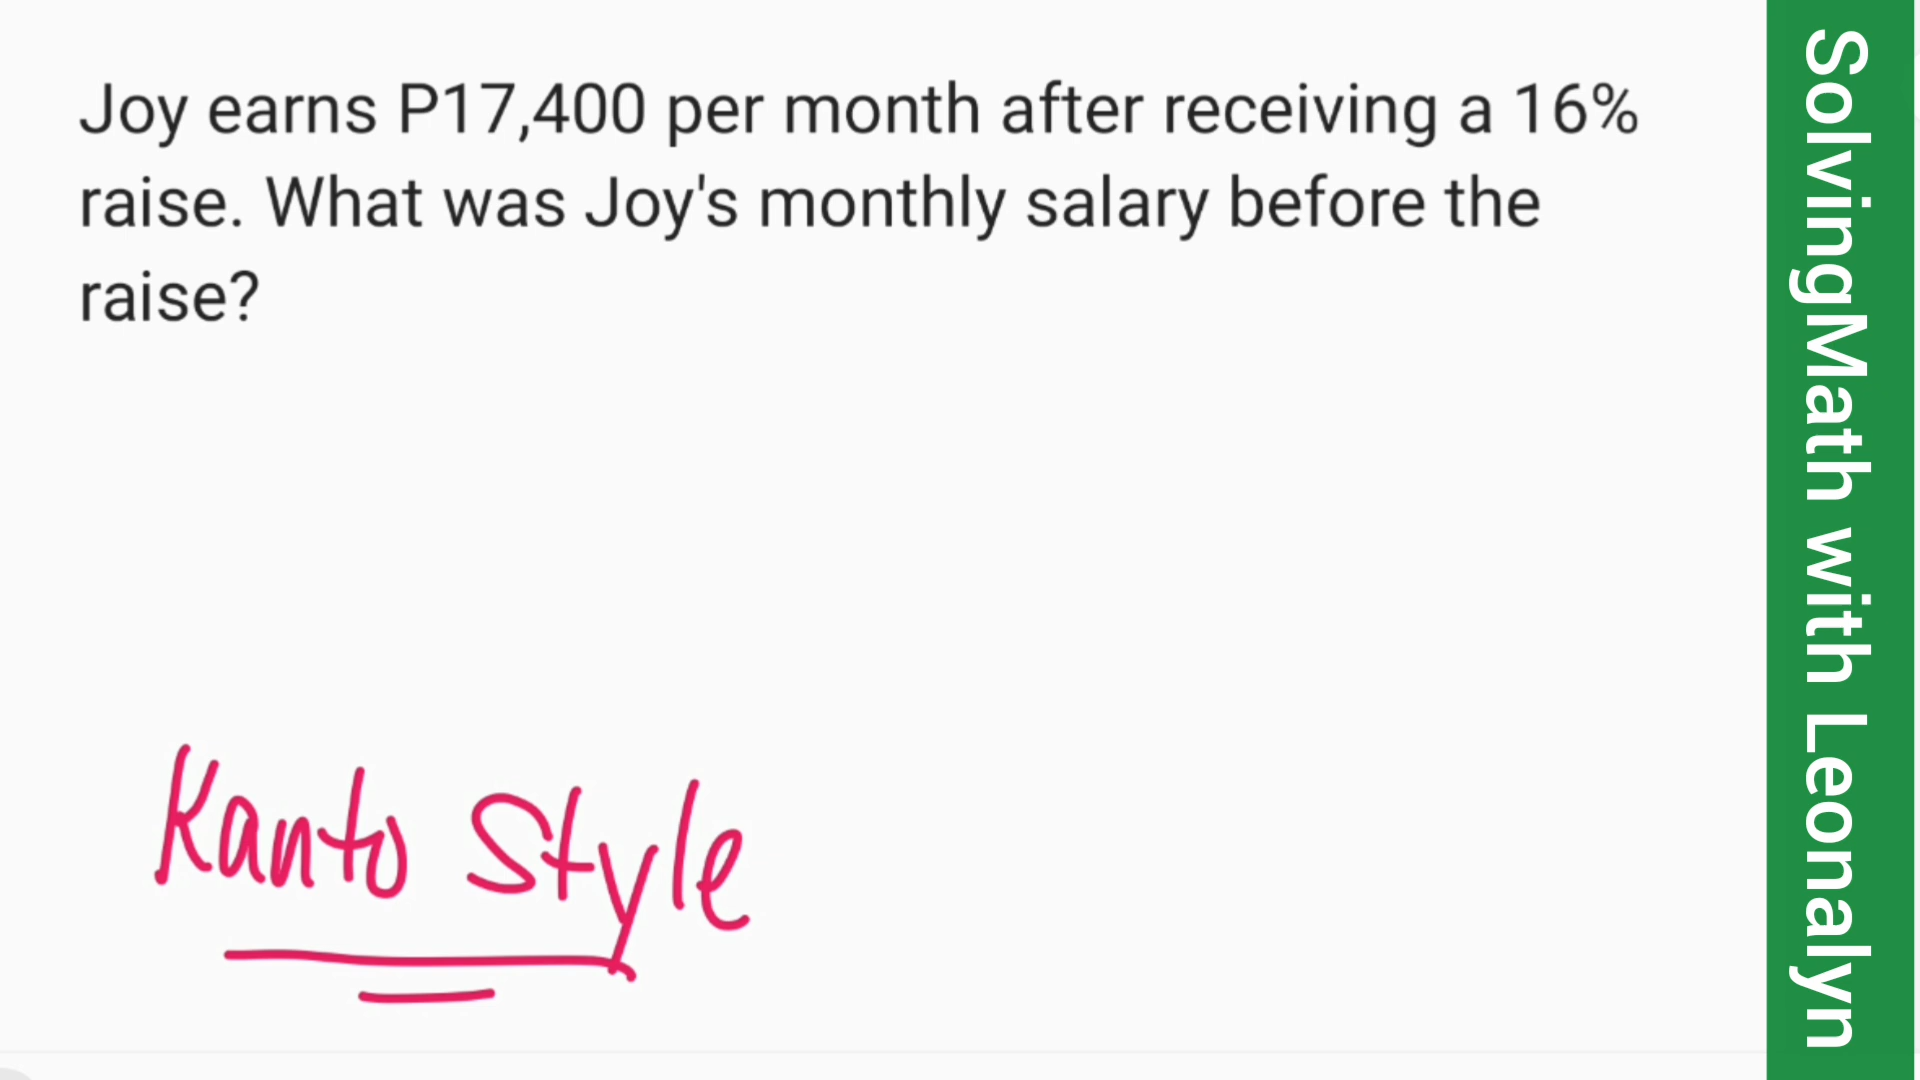 Joy earns P17,400 per month after receiving a 16%
raise. What was Joy's monthly salary before the
raise?
Kanto Style
SolvingMath with Leonalyn